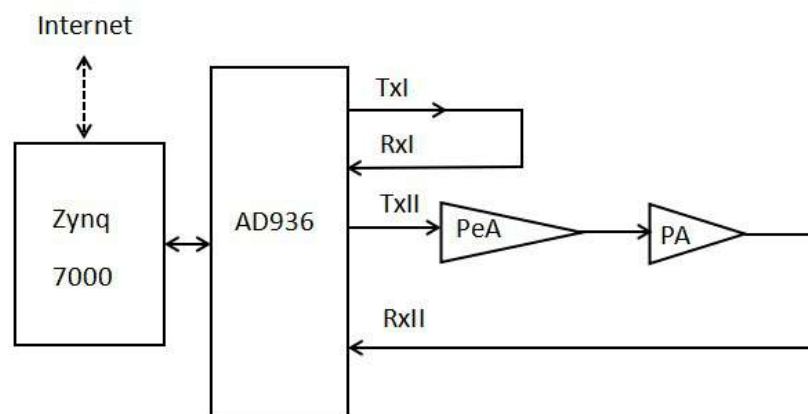 Internet
Zynq
7000
AD936
TxI
RxI
TxII
PeA
PA
RxII